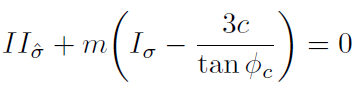 $II_{\hat{\sigma}} + m\left(I_{\sigma} - \frac{3c}{\tan \phi_c}\right) = 0$